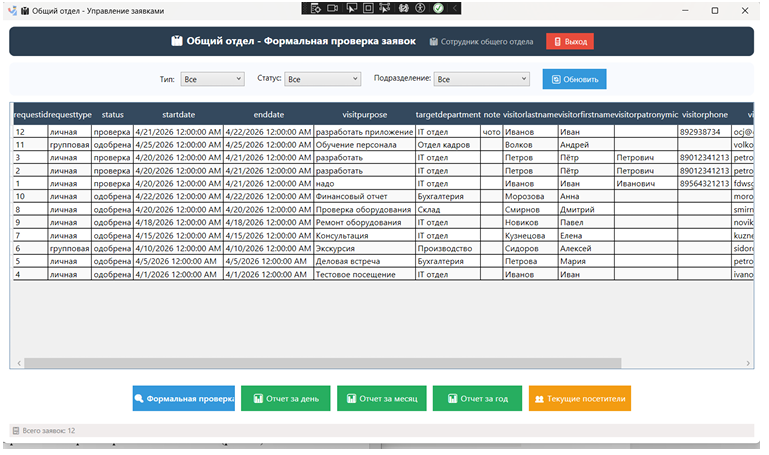 Общий отдел - Управление заявками
Общий отдел - Формальная проверка заявок Сотрудник общего отдела Выход
Тип: Все Статус: Все Подразделение: Все Обновить
requestid requesttype status startdate enddate visitpurpose targetdepartment note visitorlastname visitorfirstname visitorpatronymic visitorphone vi
12 личная проверка 4/21/2026 12:00:00 AM 4/22/2026 12:00:00 AM разработать приложение IT отдел чото Иванов Иван 892938734 ocj@
11 групповая одобрена 4/25/2026 12:00:00 AM 4/25/2026 12:00:00 AM Обучение персонала Отдел кадров Волков Андрей volko
3 личная проверка 4/20/2026 12:00:00 AM 4/21/2026 12:00:00 AM разработать IT отдел Петров Пётр Петрович 89012341213 petro
2 личная проверка 4/20/2026 12:00:00 AM 4/21/2026 12:00:00 AM разработать IT отдел Петров Пётр Петрович 89012341213 petro
1 личная проверка 4/20/2026 12:00:00 AM 4/21/2026 12:00:00 AM надо IT отдел Иванов Иван Иванович 89564321213 fdwsg
10 личная одобрена 4/22/2026 12:00:00 AM 4/22/2026 12:00:00 AM Финансовый отчет Бухгалтерия Морозова Анна moro
8 личная одобрена 4/20/2026 12:00:00 AM 4/20/2026 12:00:00 AM Проверка оборудования Склад Смирнов Дмитрий smirn
9 личная одобрена 4/18/2026 12:00:00 AM 4/18/2026 12:00:00 AM Ремонт оборудования IT отдел Новиков Павел novik
7 личная одобрена 4/15/2026 12:00:00 AM 4/15/2026 12:00:00 AM Консультация IT отдел Кузнецова Елена kuzne
6 групповая одобрена 4/10/2026 12:00:00 AM 4/10/2026 12:00:00 AM Экскурсия Производство Сидоров Алексей sidor
5 личная одобрена 4/5/2026 12:00:00 AM 4/5/2026 12:00:00 AM Деловая встреча Бухгалтерия Петрова Мария petro
4 личная одобрена 4/1/2026 12:00:00 AM 4/1/2026 12:00:00 AM Тестовое посещение IT отдел Иванов Иван ivano
Формальная проверка Отчет за день Отчет за месяц Отчет за год Текущие посетители
Всего заявок: 12